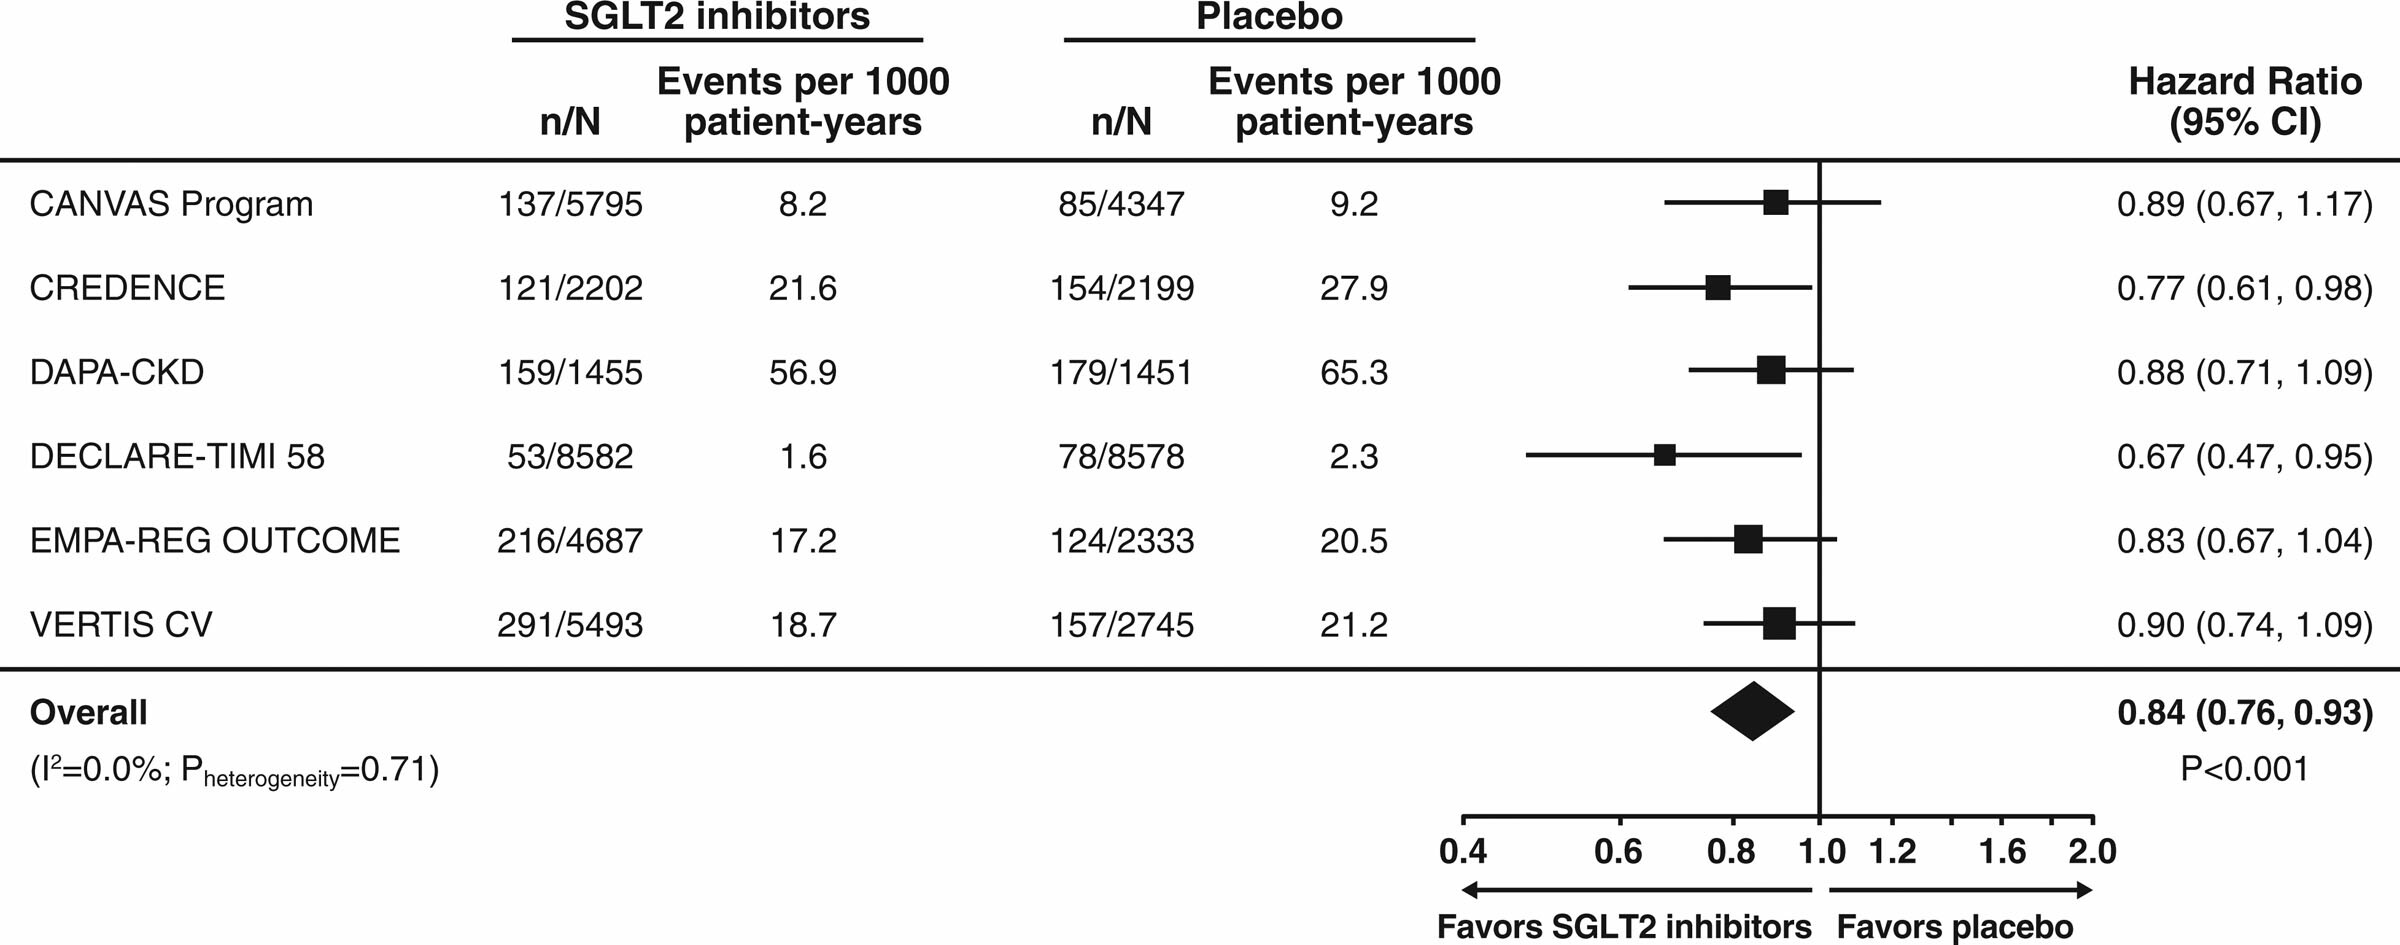 SGLT2 inhibitors Placebo
Events per 1000 Events per 1000 Hazard Ratio
n/N patient-years n/N patient-years (95% CI)
CANVAS Program 137/5795 8.2 85/4347 9.2 0.89 (0.67, 1.17)
CREDENCE 121/2202 21.6 154/2199 27.9 0.77 (0.61, 0.98)
DAPA-CKD 159/1455 56.9 179/1451 65.3 0.88 (0.71, 1.09)
DECLARE-TIMI 58 53/8582 1.6 78/8578 2.3 0.67 (0.47, 0.95)
EMPA-REG OUTCOME 216/4687 17.2 124/2333 20.5 0.83 (0.67, 1.04)
VERTIS CV 291/5493 18.7 157/2745 21.2 0.90 (0.74, 1.09)
Overall 0.84 (0.76, 0.93)
(I²=0.0%; Pheterogeneity=0.71) P<0.001
0.4 0.6 0.8 1.0 1.2 1.6 2.0
Favors SGLT2 inhibitors Favors placebo